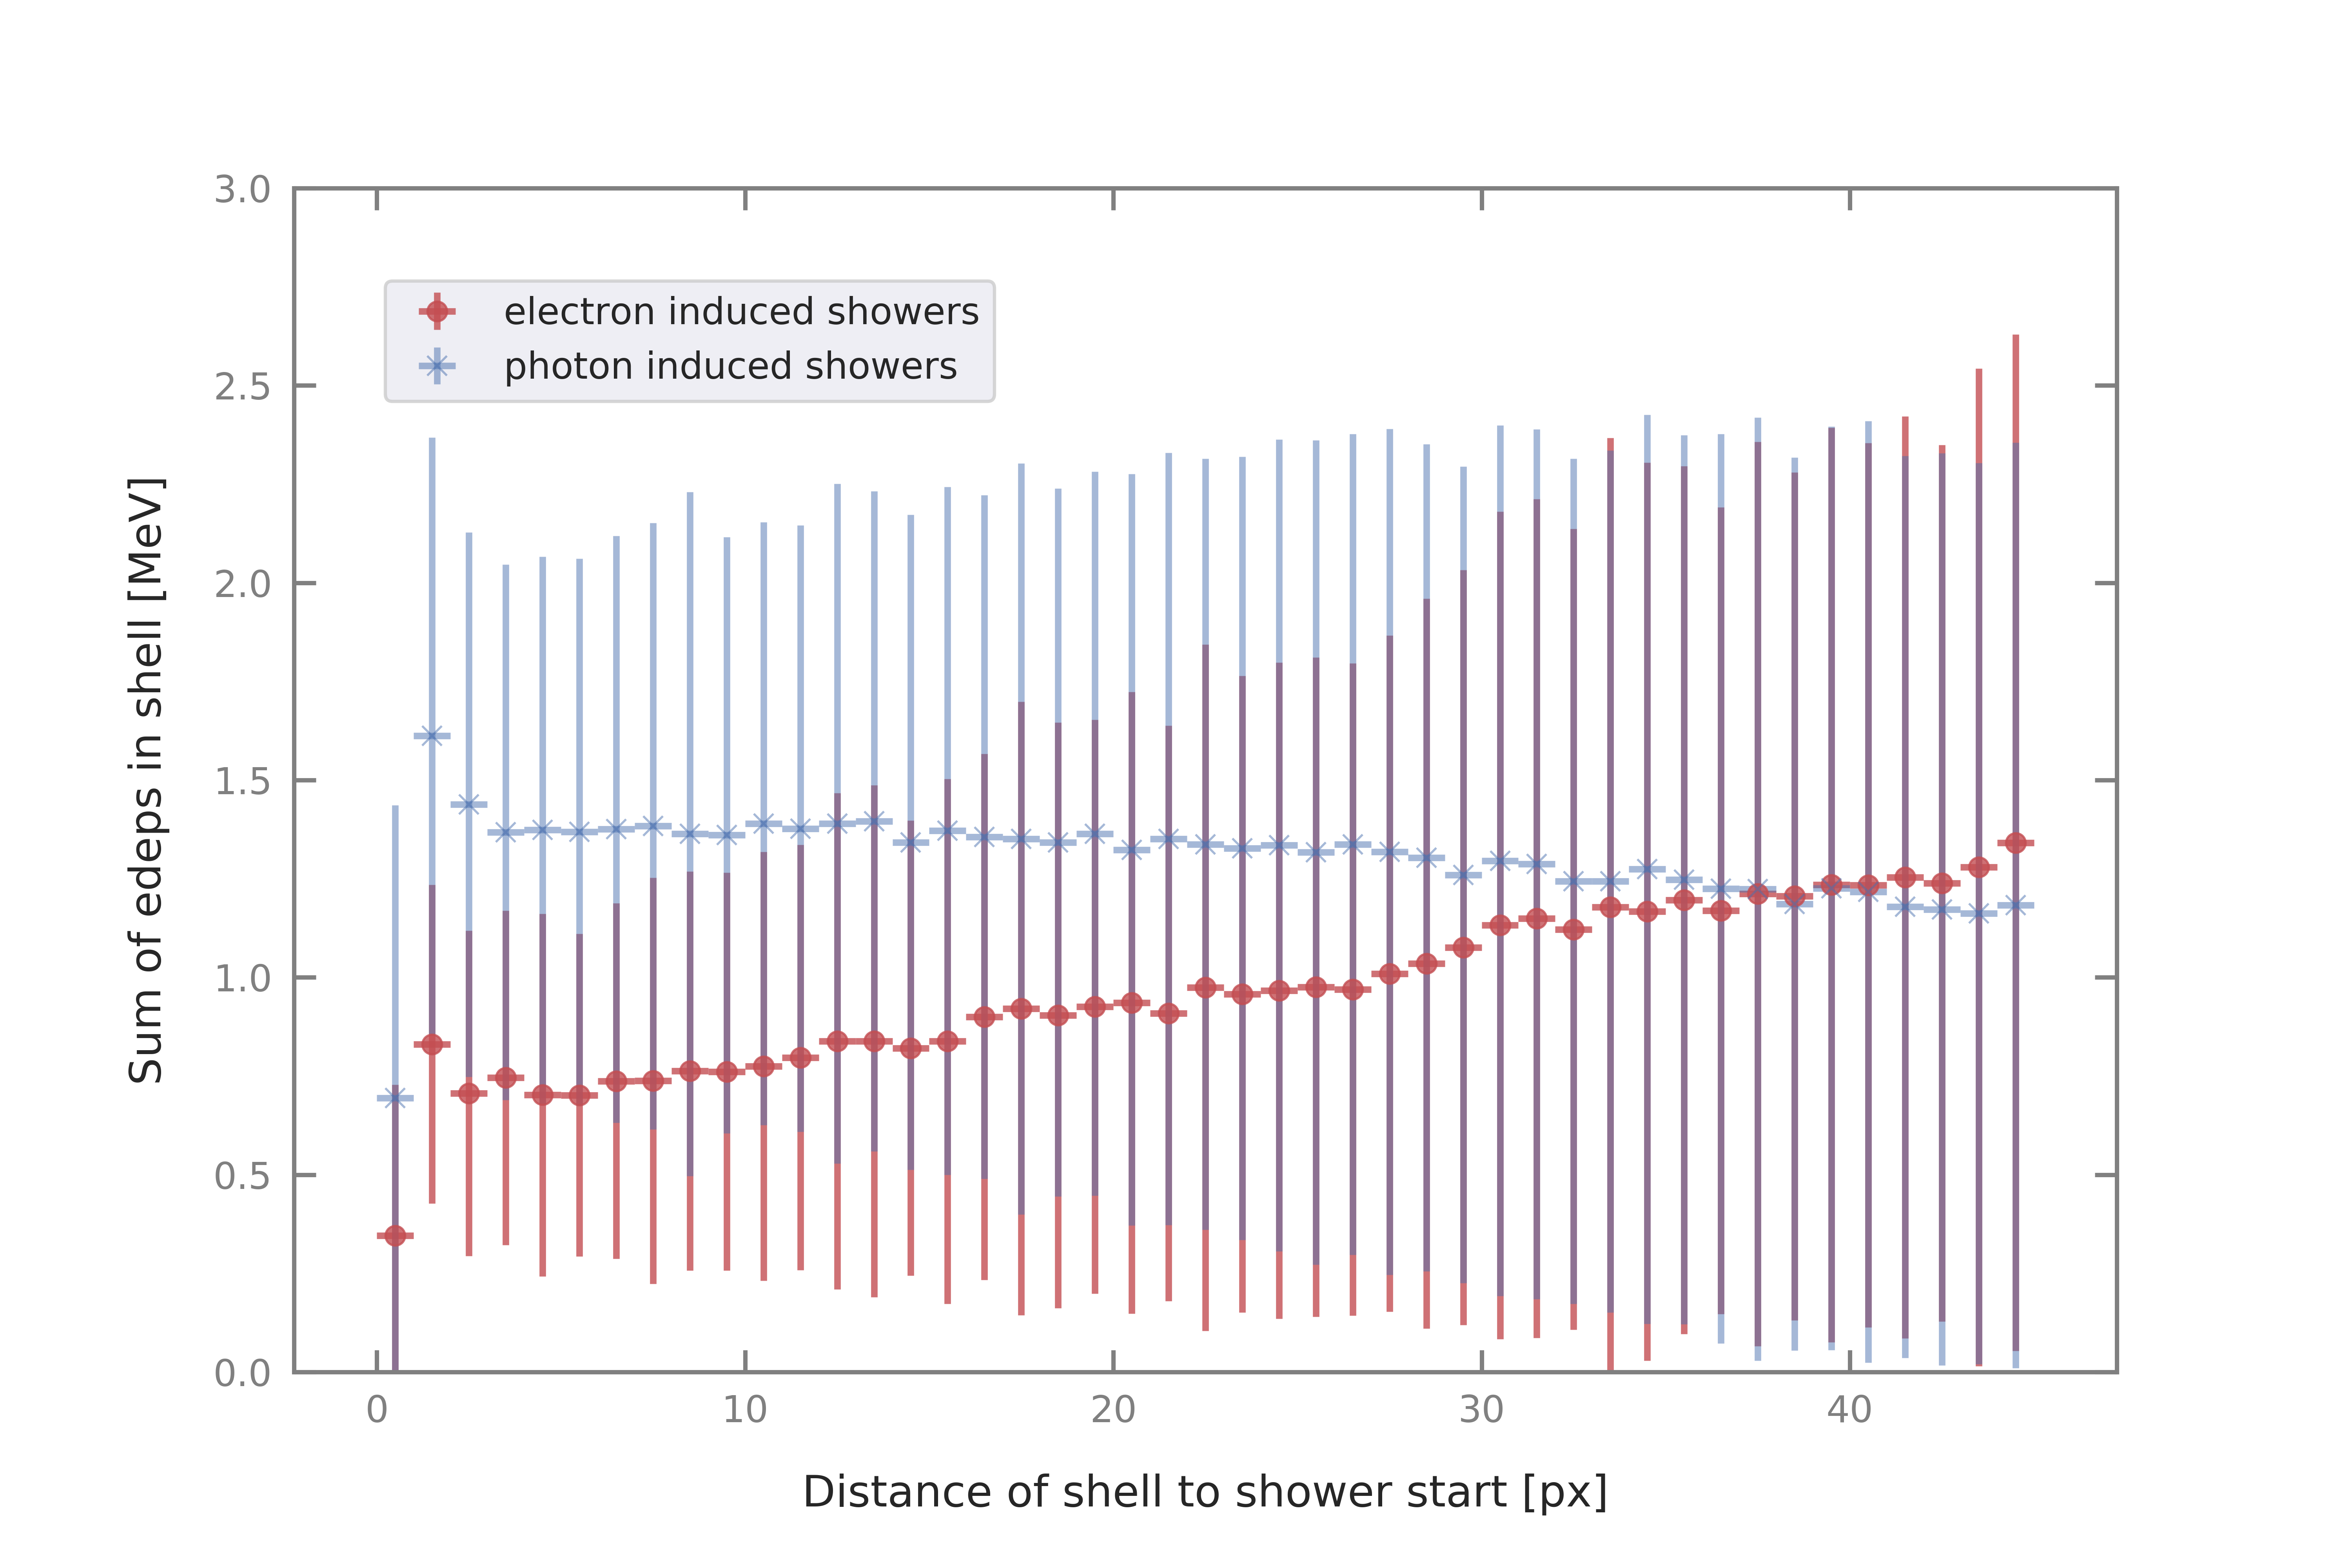 3.0
2.5
2.0
1.5
1.0
0.5
0.0
Sum of edeps in shell [MeV]
electron induced showers
photon induced showers
0 10 20 30 40
Distance of shell to shower start [px]